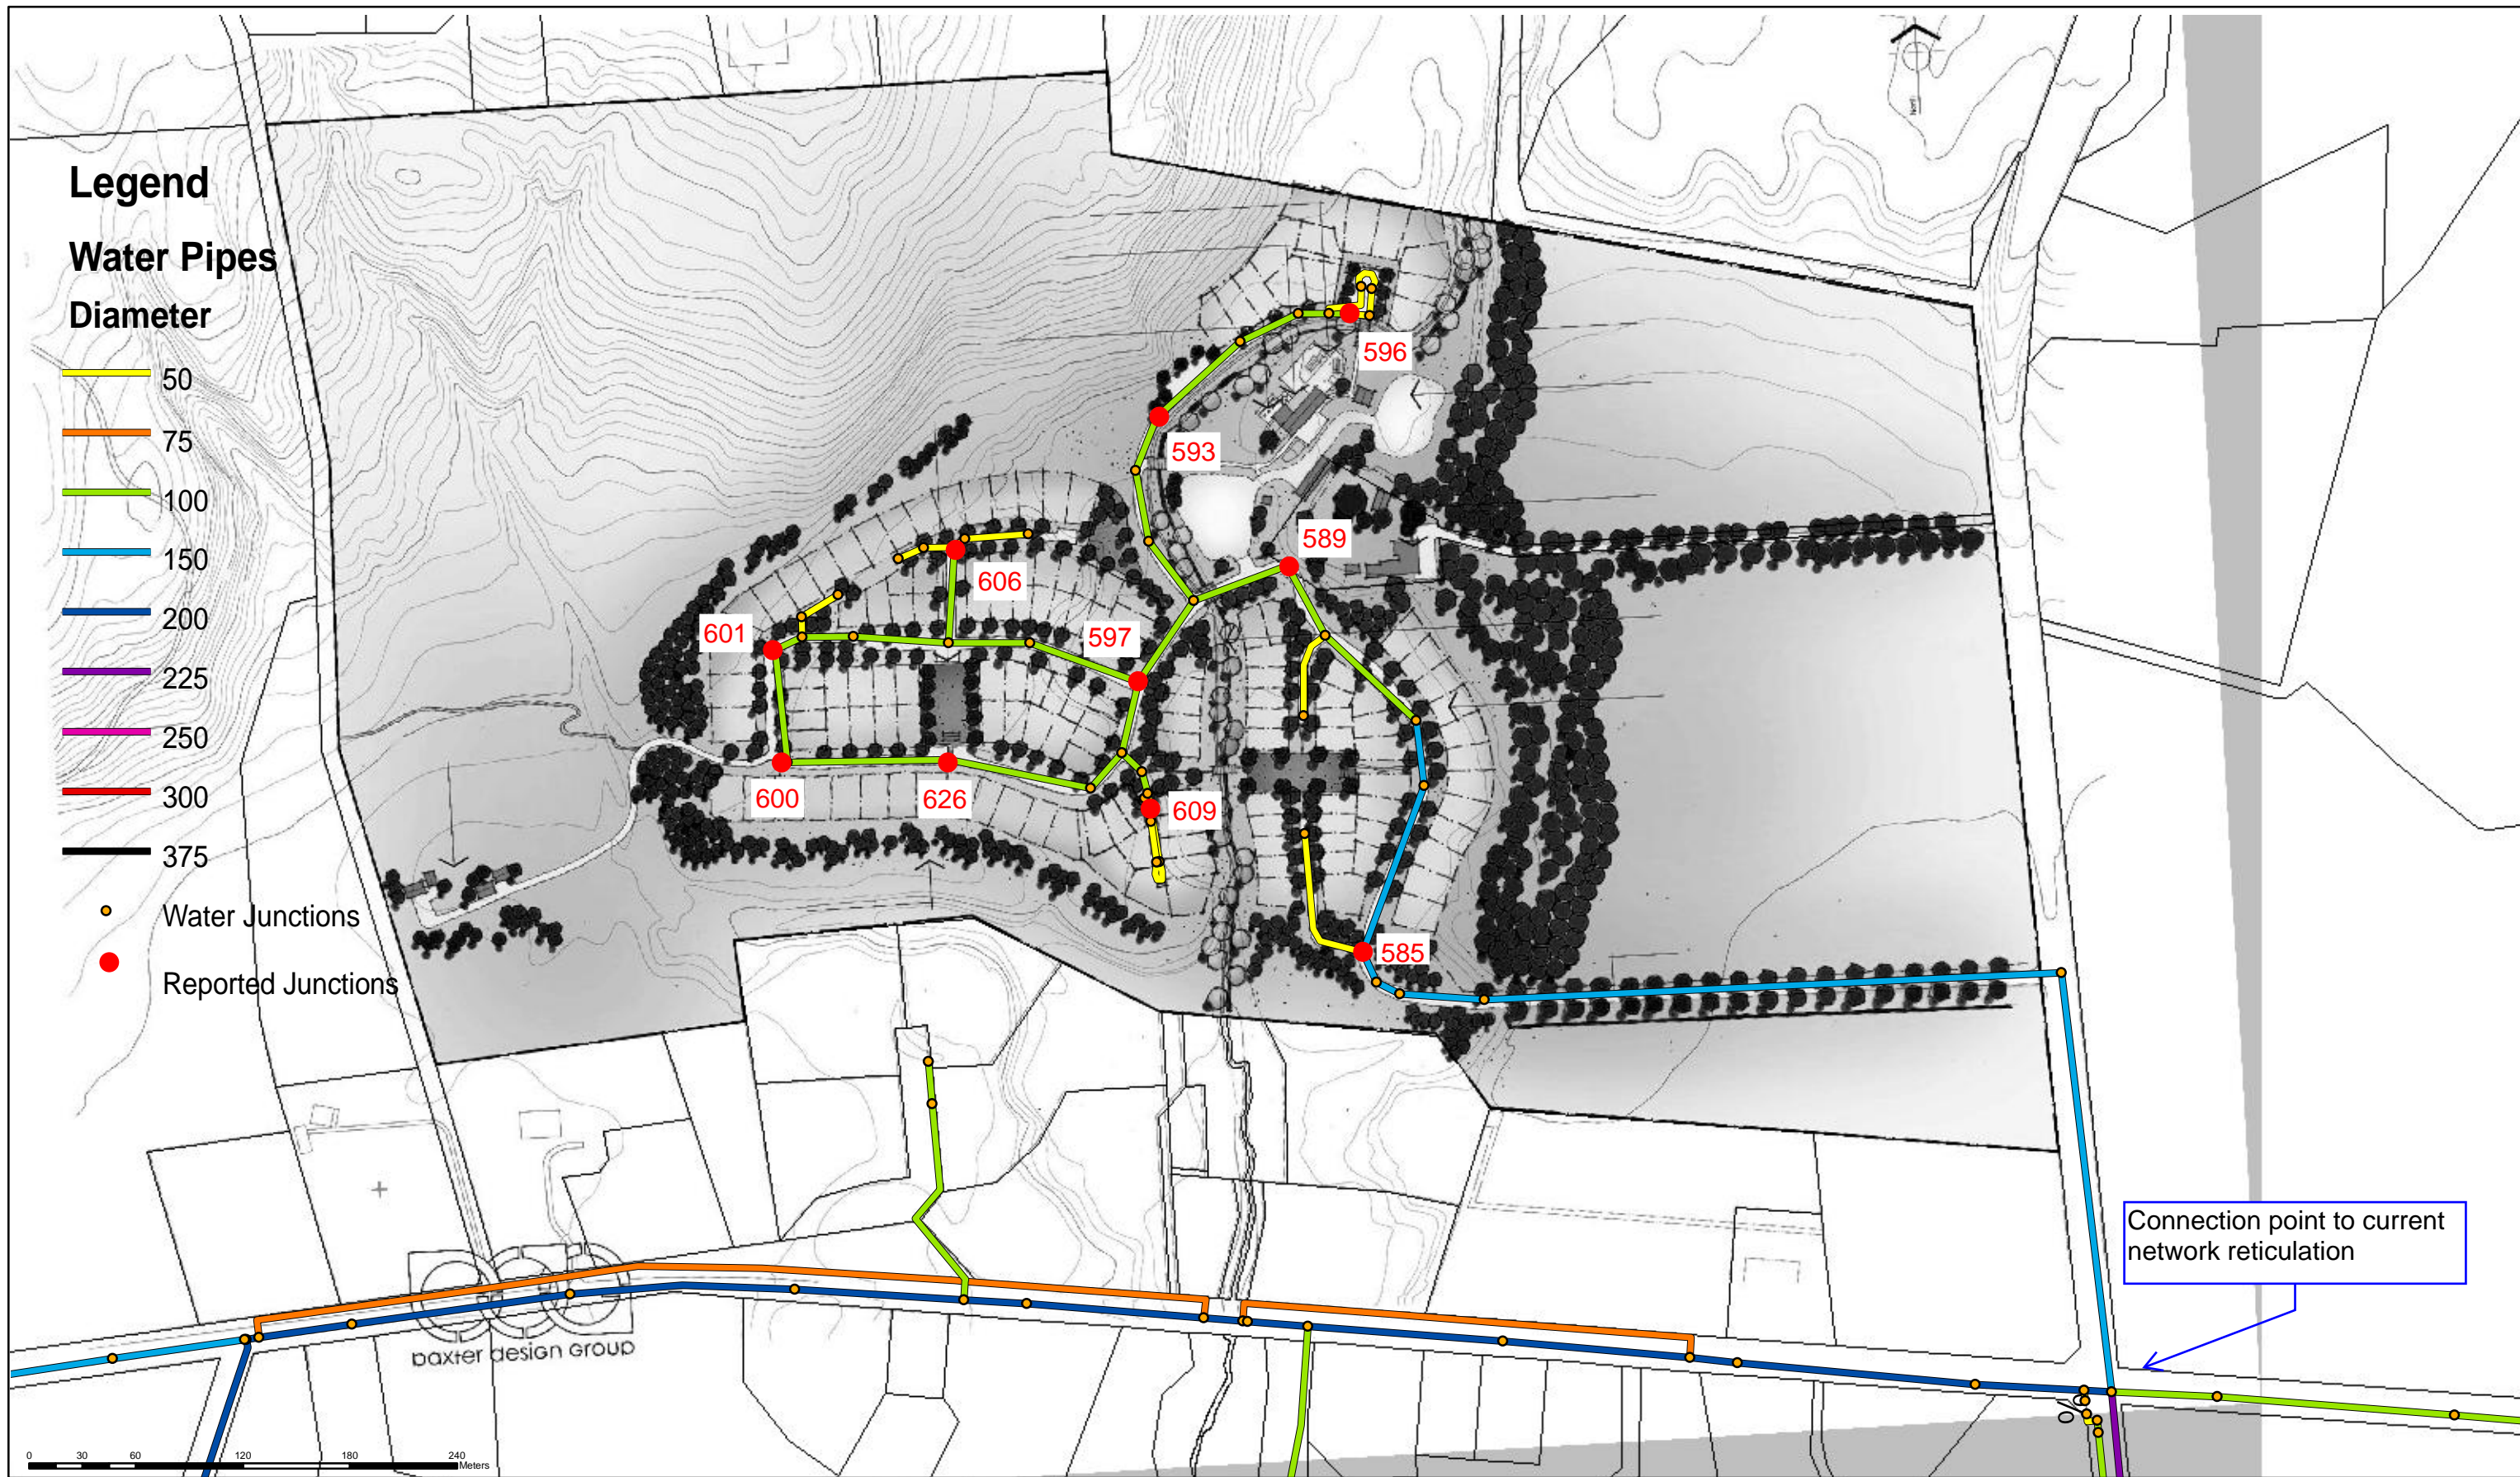 Legend
Water Pipes
Diameter
50
75
100
150
200
225
250
300
375
Water Junctions
Reported Junctions
North
596
593
589
606
601
597
600
626
609
585
Connection point to current
network reticulation
baxter design group
0 30 60 120 180 240
Meters